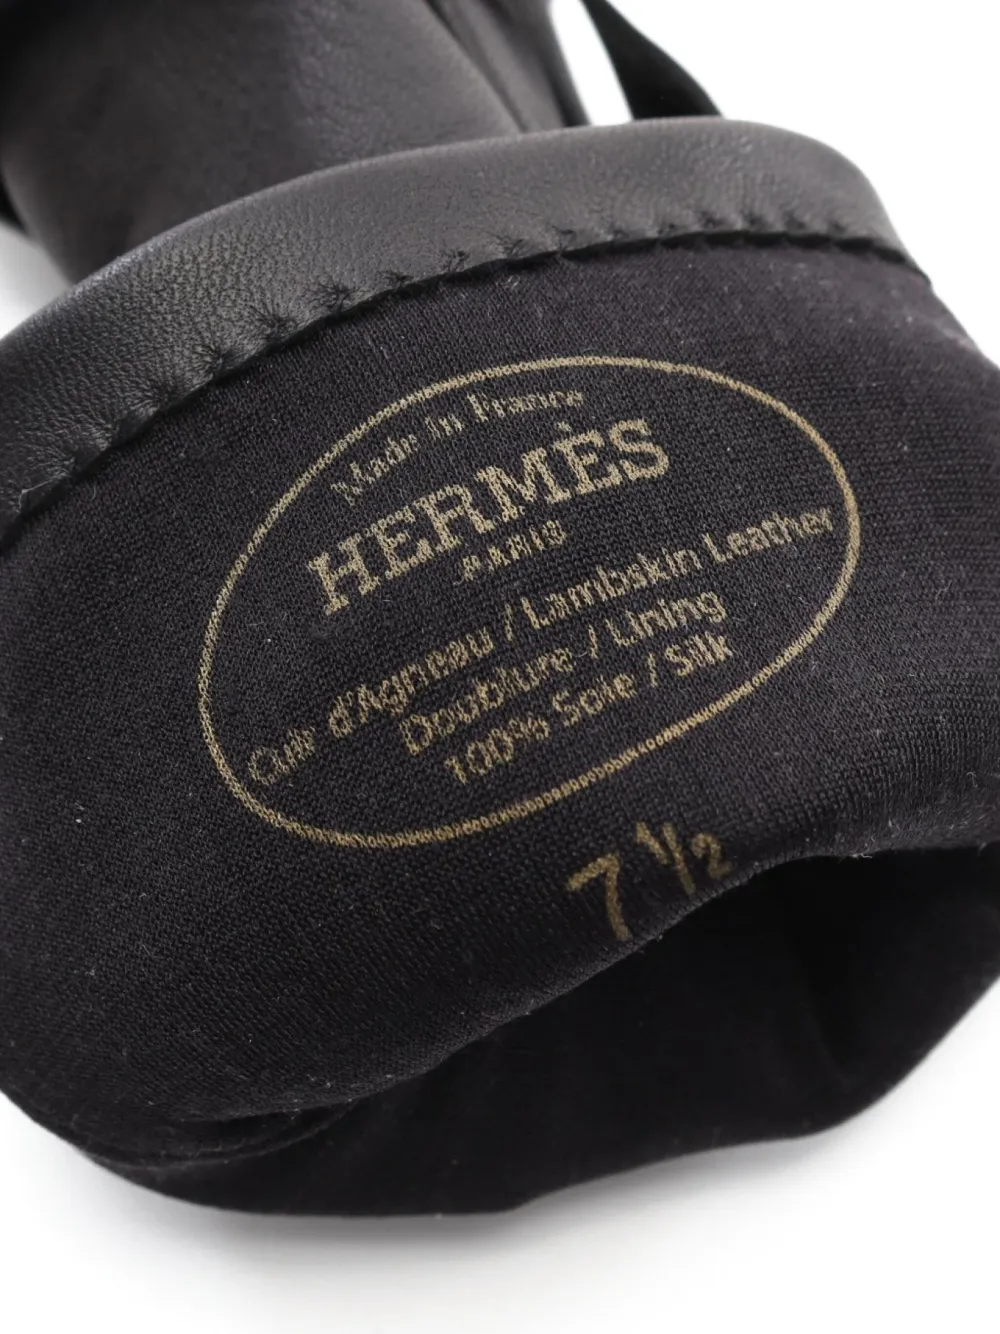 Made in France
HERMÈS
PARIS
Cuir d'Agneau / Lambskin Leather
Doublure / Lining
100% Soie / Silk
7 ½